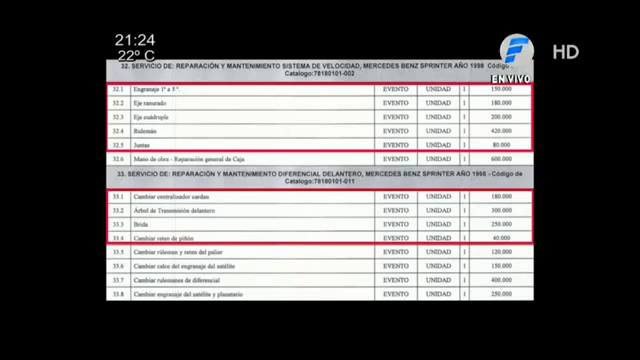 21:24
22° C
HD
EN VIVO
32. SERVICIO DE: REPARACIÓN Y MANTENIMIENTO SISTEMA DE VELOCIDAD, MERCEDES BENZ SPRINTER AÑO 1998 Código
Catalogo:78180101-002
32.1 Engranaje 1ª a 5ª. EVENTO UNIDAD 1 150.000
32.2 Eje ranurado EVENTO UNIDAD 1 180.000
32.3 Eje cuádruple EVENTO UNIDAD 1 200.000
32.4 Rulemán EVENTO UNIDAD 1 420.000
32.5 Juntas EVENTO UNIDAD 1 80.000
32.6 Mano de obra - Reparación general de Caja EVENTO UNIDAD 1 600.000
33. SERVICIO DE: REPARACIÓN Y MANTENIMIENTO DIFERENCIAL DELANTERO, MERCEDES BENZ SPRINTER AÑO 1998 - Código de
Catalogo:78180101-011
33.1 Cambiar centralizador cardan EVENTO UNIDAD 1 180.000
33.2 Árbol de Transmisión delantero EVENTO UNIDAD 1 300.000
33.3 Brida EVENTO UNIDAD 1 250.000
33.4 Cambiar reten de piñón EVENTO UNIDAD 1 40.000
33.5 Cambiar rúleman y reten del palier EVENTO UNIDAD 1 120.000
33.6 Cambiar calce del engranaje del satélite EVENTO UNIDAD 1 150.000
33.7 Cambiar rulemanes de diferencial EVENTO UNIDAD 1 400.000
33.8 Cambiar engranaje del satélite y planetario EVENTO UNIDAD 1 250.000